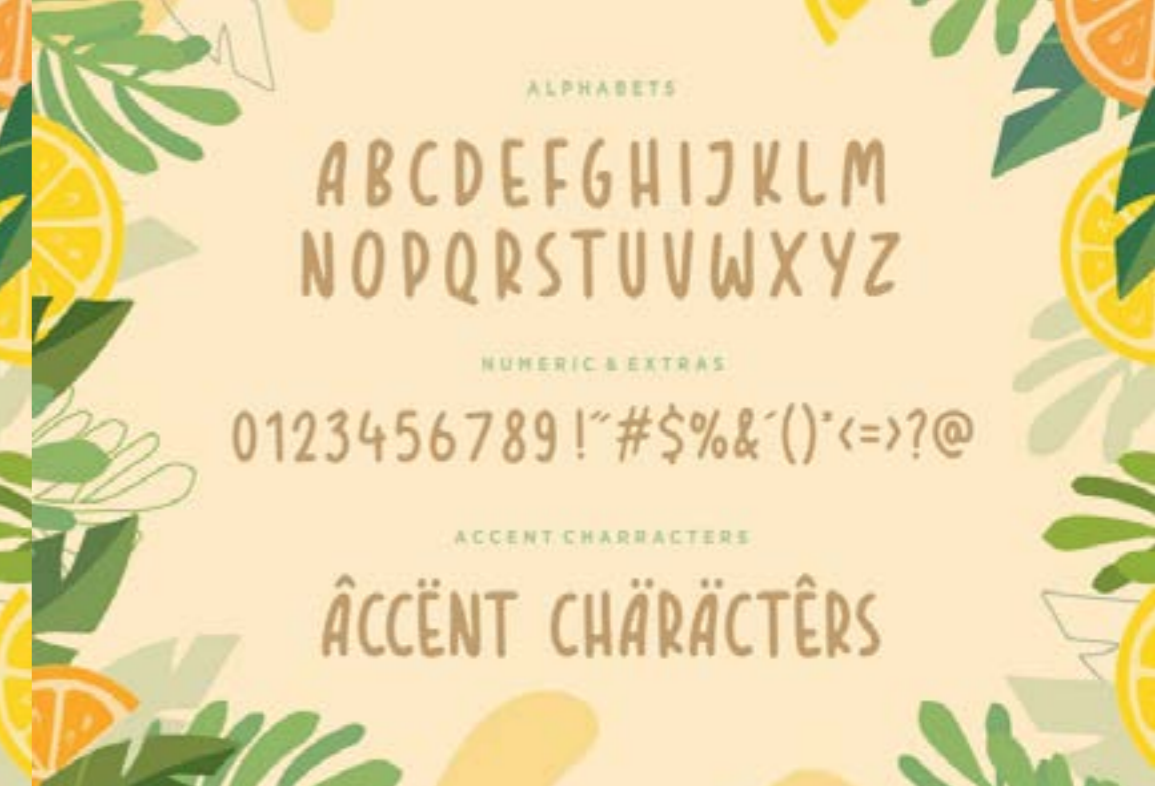 ALPHABETS
ABCDEFGHIJKLM
NOPQRSTUVWXYZ
NUMERIC & EXTRAS
0123456789!˝"#$%&´()*<=>?@
ACCENT CHARRACTERS
ÂCCËNT CHÄRÄCTÊRS